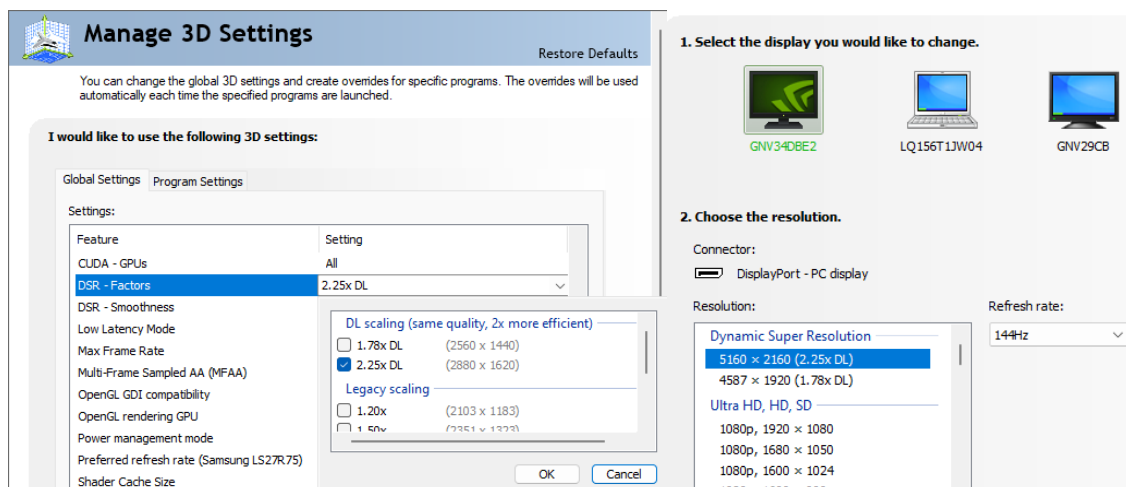 Manage 3D Settings
Restore Defaults
You can change the global 3D settings and create overrides for specific programs. The overrides will be used
automatically each time the specified programs are launched.
I would like to use the following 3D settings:
Global Settings Program Settings
Settings:
Feature Setting
CUDA - GPUs All
DSR - Factors 2.25x DL
DSR - Smoothness
Low Latency Mode
Max Frame Rate
Multi-Frame Sampled AA (MFAA)
OpenGL GDI compatibility
OpenGL rendering GPU
Power management mode
Preferred refresh rate (Samsung LS27R75)
Shader Cache Size
DL scaling (same quality, 2x more efficient)
1.78x DL (2560 x 1440)
2.25x DL (2880 x 1620)
Legacy scaling
1.20x (2103 x 1183)
1.50x (2351 x 1323)
OK Cancel
1. Select the display you would like to change.
GNV34DBE2 LQ156T1JW04 GNV29CB
2. Choose the resolution.
Connector:
DisplayPort - PC display
Resolution: Refresh rate:
144Hz
Dynamic Super Resolution
5160 × 2160 (2.25x DL)
4587 × 1920 (1.78x DL)
Ultra HD, HD, SD
1080p, 1920 × 1080
1080p, 1680 × 1050
1080p, 1600 × 1024